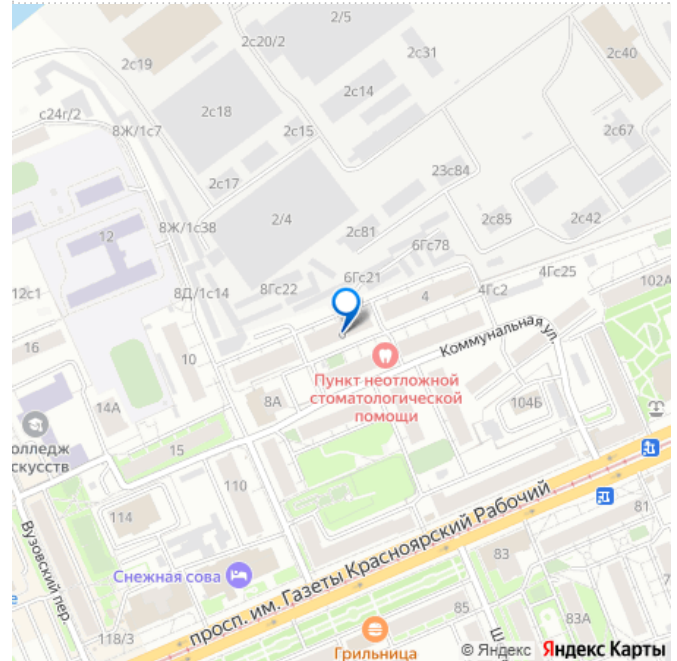 2/5
2с20/2
2с31
2с40
2с19
2с14
с24г/2
2с18
8Ж/1с7
2с15
2с67
23с84
2с17
2/4
2с85
2с42
12
8Ж/1с38
2с81
6Гс78
12с1
8Д/1с14
8Гс22
6Гс21
4
4Гс2
4Гс25
102А
16
10
Коммунальная ул.
Пункт неотложной
стоматологической
помощи
8А
104Б
14А
олледж
скусств
15
110
114
81
Вузовский пер.
просп. им. Газеты Красноярский Рабочий
83
Снежная сова
е
118/3
85
83А
Ш
Грильница
© Яндекс Яндекс Карты